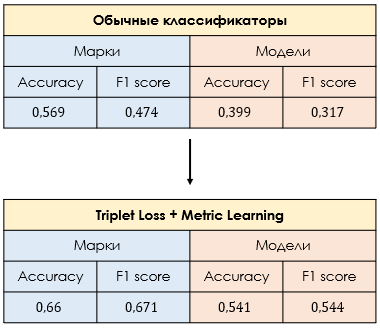 Обычные классификаторы
Марки Модели
Accuracy F1 score Accuracy F1 score
0,569 0,474 0,399 0,317
Triplet Loss + Metric Learning
Марки Модели
Accuracy F1 score Accuracy F1 score
0,66 0,671 0,541 0,544